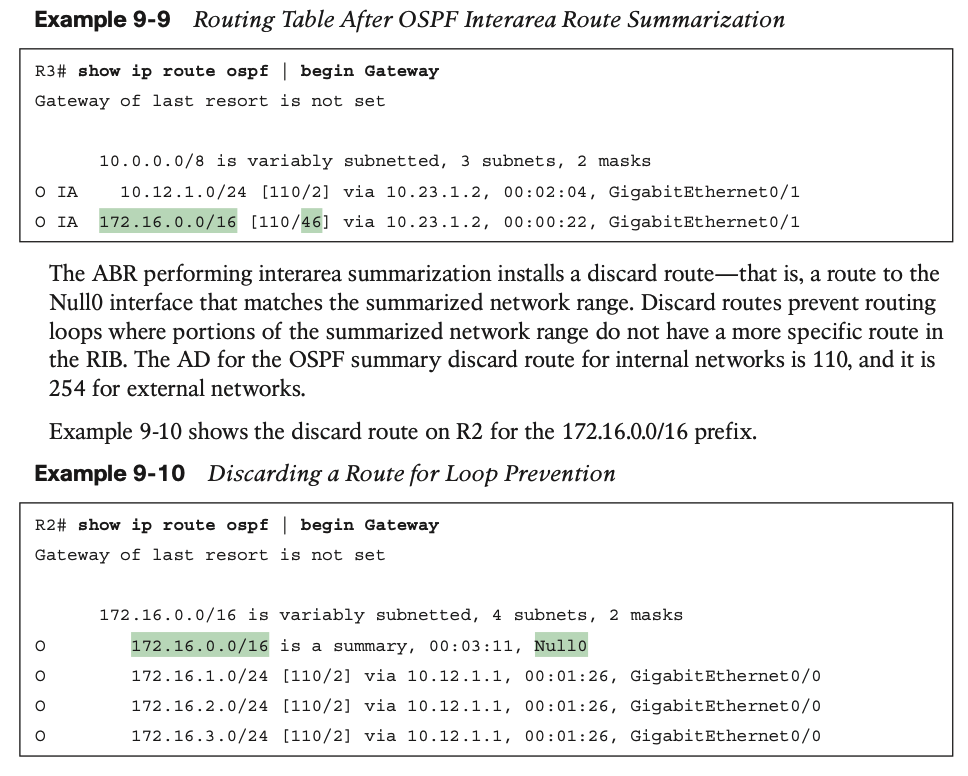 Example 9-9 Routing Table After OSPF Interarea Route Summarization
R3# show ip route ospf | begin Gateway
Gateway of last resort is not set
10.0.0.0/8 is variably subnetted, 3 subnets, 2 masks
O IA 10.12.1.0/24 [110/2] via 10.23.1.2, 00:02:04, GigabitEthernet0/1
O IA 172.16.0.0/16 [110/46] via 10.23.1.2, 00:00:22, GigabitEthernet0/1
The ABR performing interarea summarization installs a discard route—that is, a route to the
Null0 interface that matches the summarized network range. Discard routes prevent routing
loops where portions of the summarized network range do not have a more specific route in
the RIB. The AD for the OSPF summary discard route for internal networks is 110, and it is
254 for external networks.
Example 9-10 shows the discard route on R2 for the 172.16.0.0/16 prefix.
Example 9-10 Discarding a Route for Loop Prevention
R2# show ip route ospf | begin Gateway
Gateway of last resort is not set
172.16.0.0/16 is variably subnetted, 4 subnets, 2 masks
O 172.16.0.0/16 is a summary, 00:03:11, Null0
O 172.16.1.0/24 [110/2] via 10.12.1.1, 00:01:26, GigabitEthernet0/0
O 172.16.2.0/24 [110/2] via 10.12.1.1, 00:01:26, GigabitEthernet0/0
O 172.16.3.0/24 [110/2] via 10.12.1.1, 00:01:26, GigabitEthernet0/0